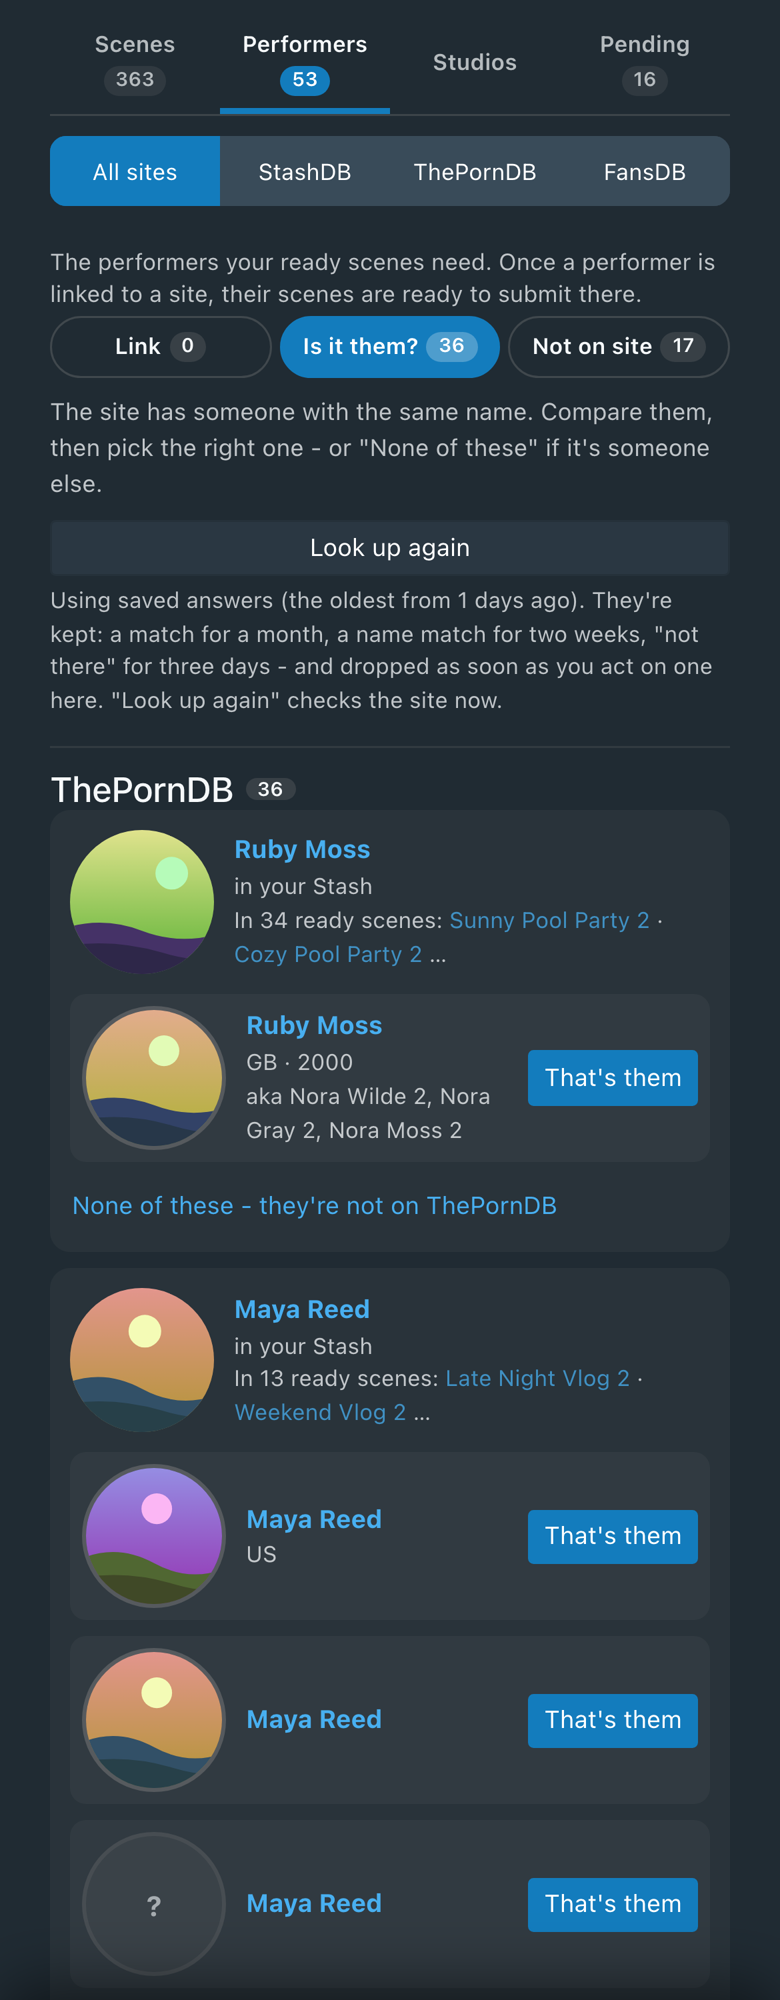 Scenes
363
Performers
53
Studios
Pending
16
All sites
StashDB
ThePornDB
FansDB
The performers your ready scenes need. Once a performer is
linked to a site, their scenes are ready to submit there.
Link 0
Is it them? 36
Not on site 17
The site has someone with the same name. Compare them,
then pick the right one - or "None of these" if it's someone
else.
Look up again
Using saved answers (the oldest from 1 days ago). They're
kept: a match for a month, a name match for two weeks, "not
there" for three days - and dropped as soon as you act on one
here. "Look up again" checks the site now.
ThePornDB 36
Ruby Moss
in your Stash
In 34 ready scenes: Sunny Pool Party 2 ·
Cozy Pool Party 2 ...
Ruby Moss
GB · 2000
aka Nora Wilde 2, Nora
Gray 2, Nora Moss 2
That's them
None of these - they're not on ThePornDB
Maya Reed
in your Stash
In 13 ready scenes: Late Night Vlog 2 ·
Weekend Vlog 2 ...
Maya Reed
US
That's them
Maya Reed
That's them
?
Maya Reed
That's them